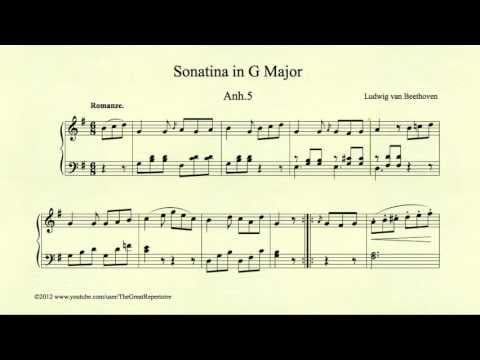 Sonatina in G Major
Anh.5
Ludwig van Beethoven
Romanze.
©2012 www.youtube.com/user/TheGreatRepertoire